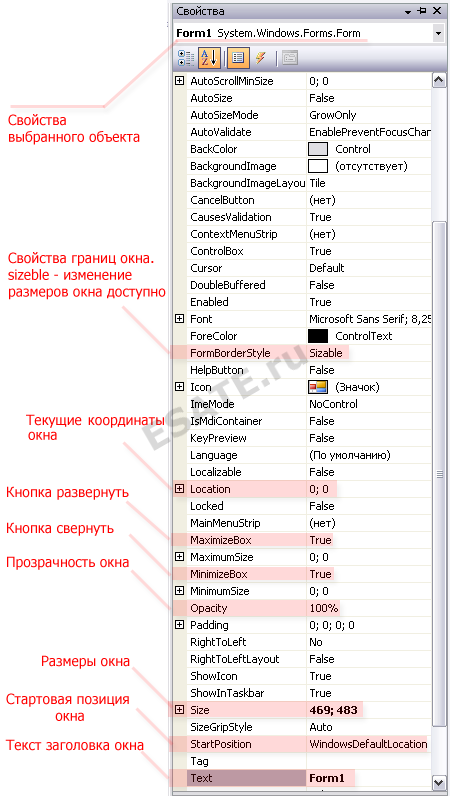 Свойства
Form1 System.Windows.Forms.Form
AutoScrollMinSize 0; 0
AutoSize False
AutoSizeMode GrowOnly
AutoValidate EnablePreventFocusChan
BackColor Control
BackgroundImage (отсутствует)
BackgroundImageLayou Tile
CancelButton (нет)
CausesValidation True
ContextMenuStrip (нет)
ControlBox True
Cursor Default
DoubleBuffered False
Enabled True
Font Microsoft Sans Serif; 8,25
ForeColor ControlText
FormBorderStyle Sizable
HelpButton False
Icon (Значок)
ImeMode NoControl
IsMdiContainer False
KeyPreview False
Language (По умолчанию)
Localizable False
Location 0; 0
Locked False
MainMenuStrip (нет)
MaximizeBox True
MaximumSize 0; 0
MinimizeBox True
MinimumSize 0; 0
Opacity 100%
Padding 0; 0; 0; 0
RightToLeft No
RightToLeftLayout False
ShowIcon True
ShowInTaskbar True
Size 469; 483
SizeGripStyle Auto
StartPosition WindowsDefaultLocation
Tag
Text Form1
Свойства
выбранного объекта
Свойства границ окна.
sizeble - изменение
размеров окна доступно
Текущие координаты
окна
Кнопка развернуть
Кнопка свернуть
Прозрачность окна
Размеры окна
Стартовая позиция
окна
Текст заголовка окна
ESATE.ru